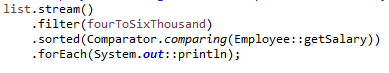 list.stream()
.filter(fourToSixThousand)
.sorted(Comparator.comparing(Employee::getSalary))
.forEach(System.out::println);